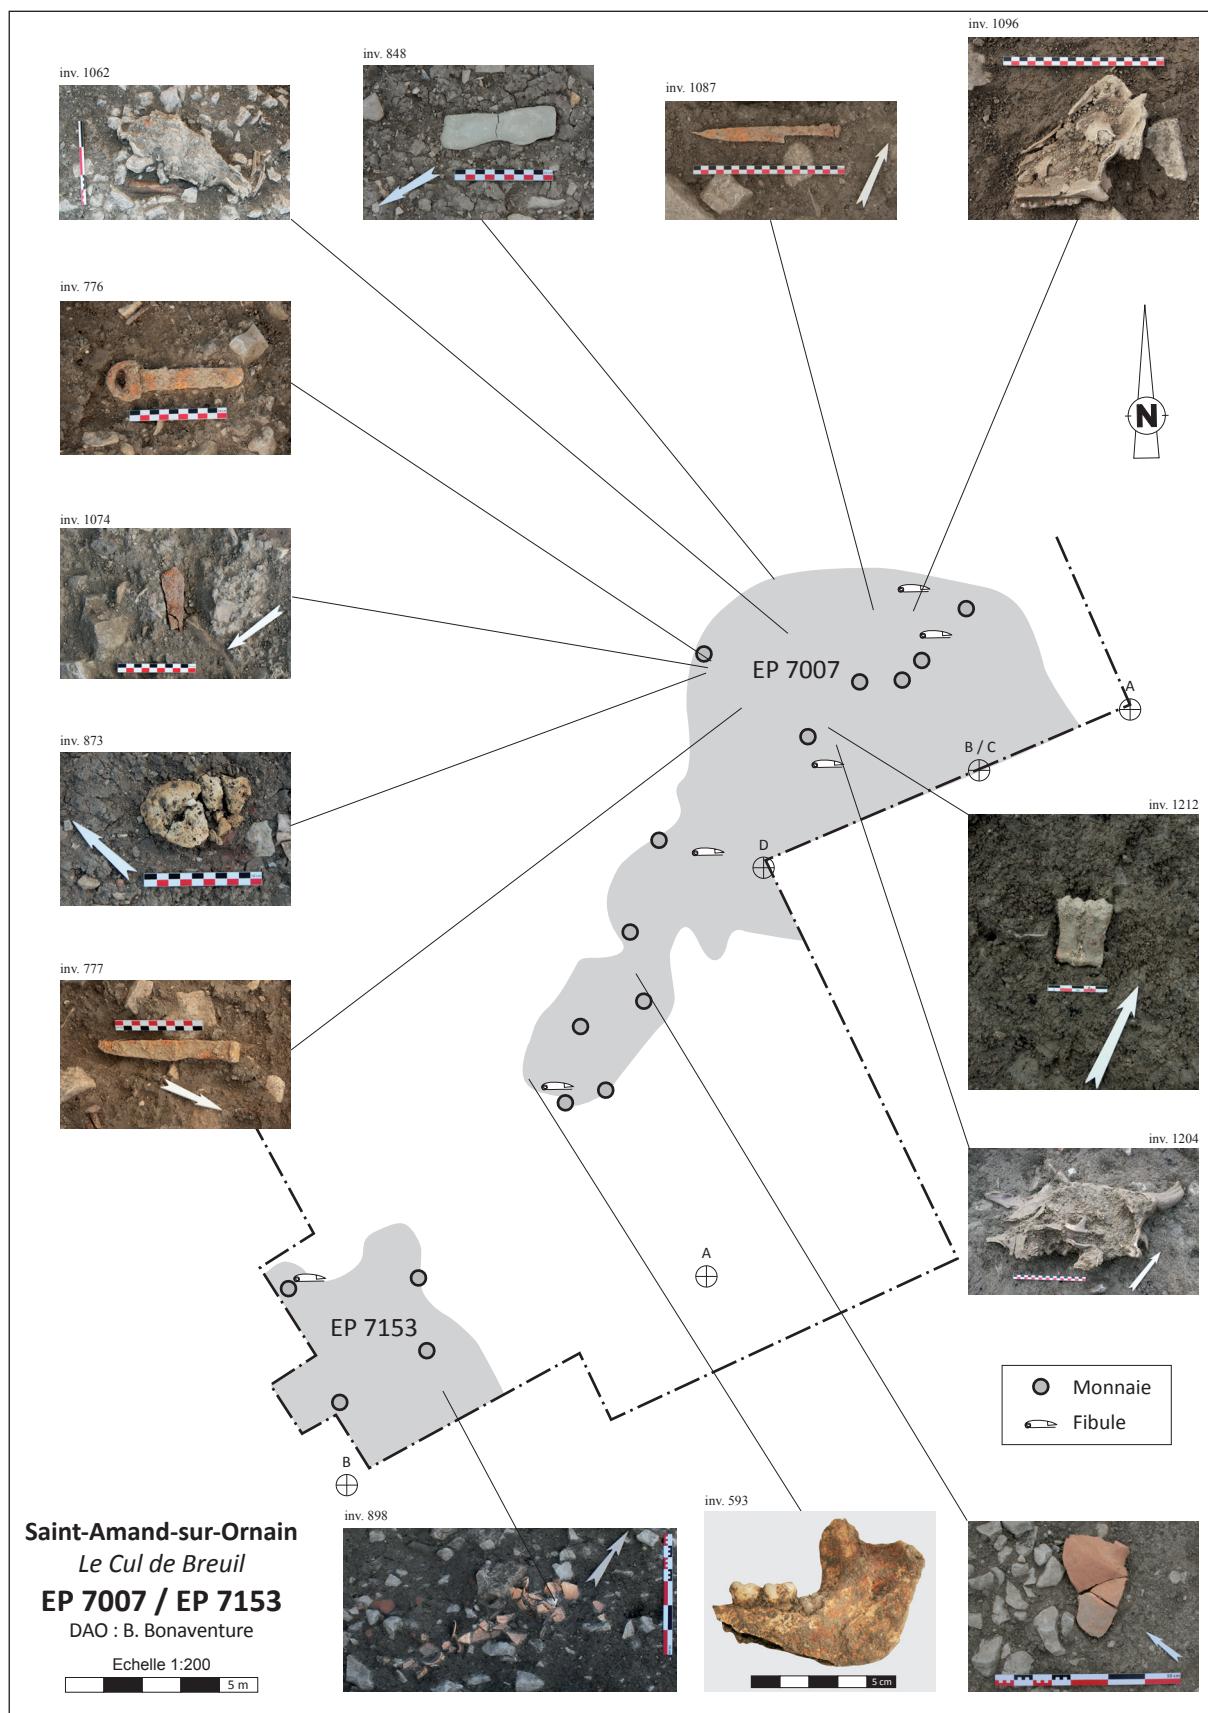 inv. 1062
inv. 848
inv. 1087
inv. 1096
inv. 776
N
inv. 1074
EP 7007
A
B / C
inv. 873
inv. 1212
D
inv. 777
inv. 1204
A
EP 7153
Monnaie
Fibule
B
inv. 898
inv. 593
Saint-Amand-sur-Ornain
Le Cul de Breuil
EP 7007 / EP 7153
DAO : B. Bonaventure
Echelle 1:200
5 m
5 cm